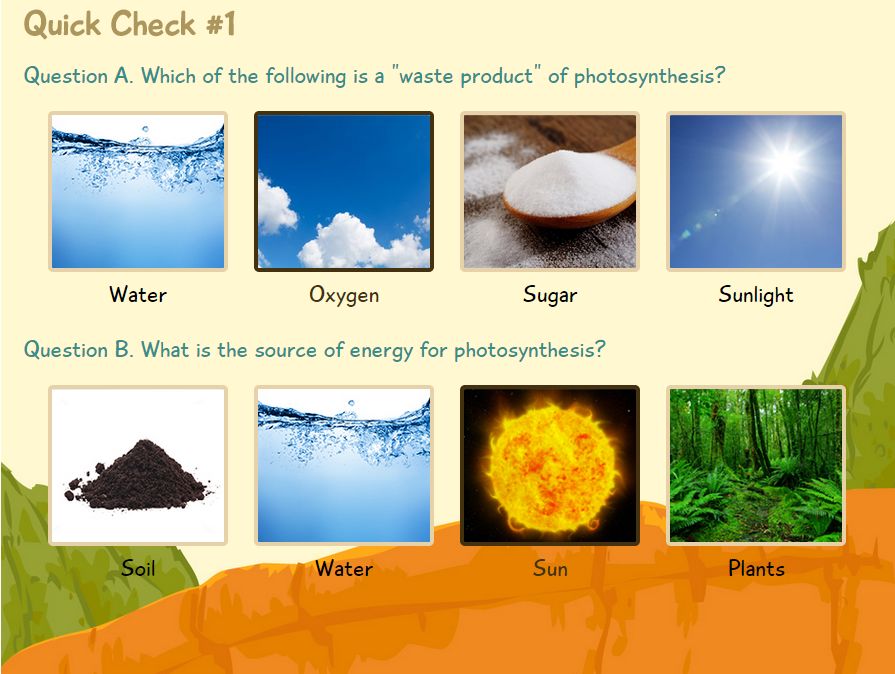 Quick Check #1
Question A. Which of the following is a "waste product" of photosynthesis?
Water Oxygen Sugar Sunlight
Question B. What is the source of energy for photosynthesis?
Soil Water Sun Plants